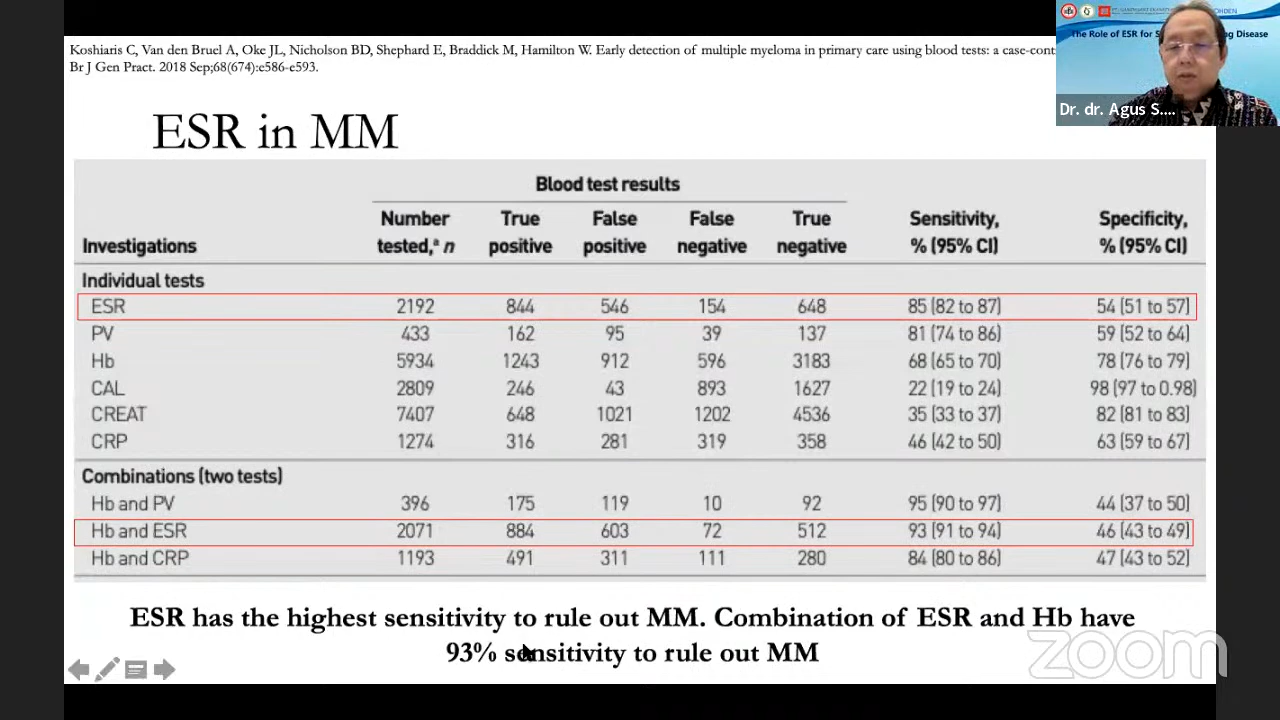 Koshiaris C, Van den Bruel A, Oke JL, Nicholson BD, Shephard E, Braddick M, Hamilton W. Early detection of multiple myeloma in primary care using blood tests: a case-cont
Br J Gen Pract. 2018 Sep;68(674):e586-e593.
The Role of ESR for S g Disease
Dr. dr. Agus S....
ESR in MM
Blood test results
Number True False False True Sensitivity, Specificity,
Investigations tested,ᵃ n positive positive negative negative % (95% CI) % (95% CI)
Individual tests
ESR 2192 844 546 154 648 85 (82 to 87) 54 (51 to 57)
PV 433 162 95 39 137 81 (74 to 86) 59 (52 to 64)
Hb 5934 1243 912 596 3183 68 (65 to 70) 78 (76 to 79)
CAL 2809 246 43 893 1627 22 (19 to 24) 98 (97 to 0.98)
CREAT 7407 648 1021 1202 4536 35 (33 to 37) 82 (81 to 83)
CRP 1274 316 281 319 358 46 (42 to 50) 63 (59 to 67)
Combinations (two tests)
Hb and PV 396 175 119 10 92 95 (90 to 97) 44 (37 to 50)
Hb and ESR 2071 884 603 72 512 93 (91 to 94) 46 (43 to 49)
Hb and CRP 1193 491 311 111 280 84 (80 to 86) 47 (43 to 52)
ESR has the highest sensitivity to rule out MM. Combination of ESR and Hb have
93% sensitivity to rule out MM
zoom